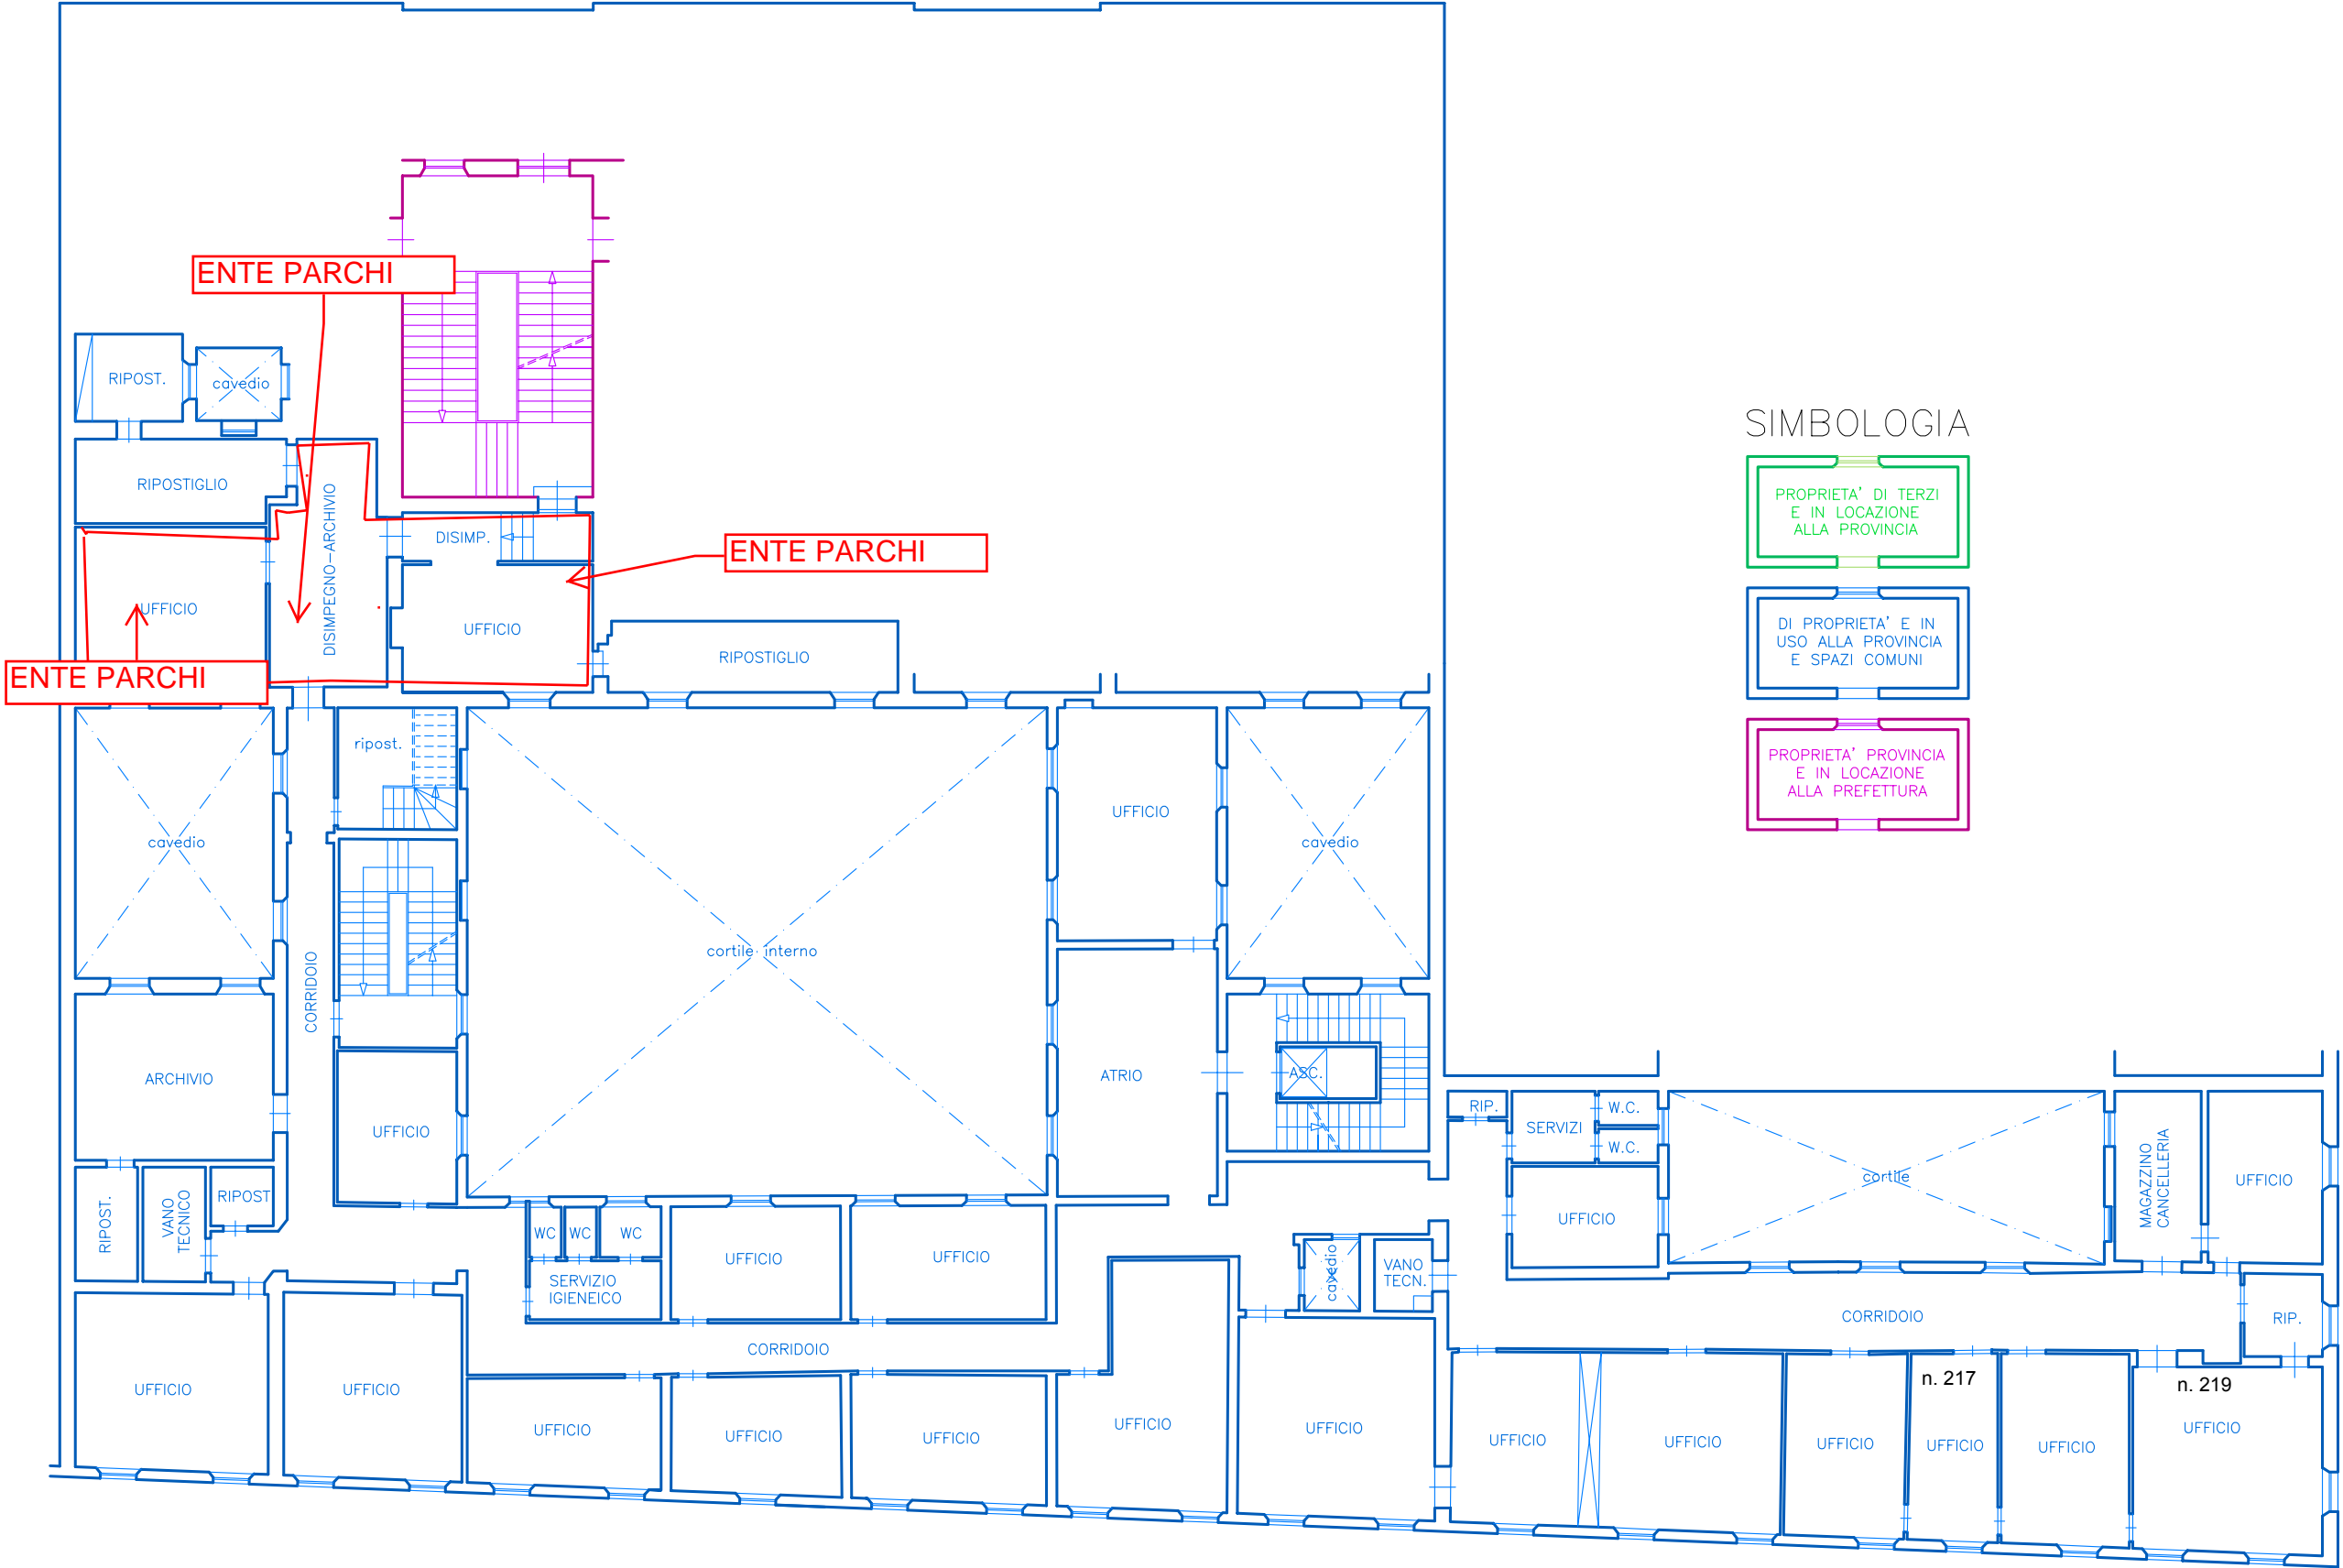 ENTE PARCHI
RIPOST.
cavedio
SIMBOLOGIA
RIPOSTIGLIO
DISIMPEGNO-ARCHIVIO
PROPRIETA' DI TERZI
E IN LOCAZIONE
ALLA PROVINCIA
DISIMP.
ENTE PARCHI
UFFICIO
UFFICIO
DI PROPRIETA' E IN
USO ALLA PROVINCIA
E SPAZI COMUNI
RIPOSTIGLIO
ENTE PARCHI
ripost.
PROPRIETA' PROVINCIA
E IN LOCAZIONE
ALLA PREFETTURA
UFFICIO
cavedio
cavedio
cortile interno
CORRIDOIO
ARCHIVIO
ATRIO
ASC.
UFFICIO
RIP.
SERVIZI
W.C.
W.C.
cortile
MAGAZZINO
CANCELLERIA
UFFICIO
RIPOST.
VANO
TECNICO
RIPOST
UFFICIO
WC
WC
WC
UFFICIO
UFFICIO
SERVIZIO
IGIENEICO
cavedio
VANO
TECN.
CORRIDOIO
RIP.
CORRIDOIO
n. 217
n. 219
UFFICIO
UFFICIO
UFFICIO
UFFICIO
UFFICIO
UFFICIO
UFFICIO
UFFICIO
UFFICIO
UFFICIO
UFFICIO
UFFICIO
UFFICIO